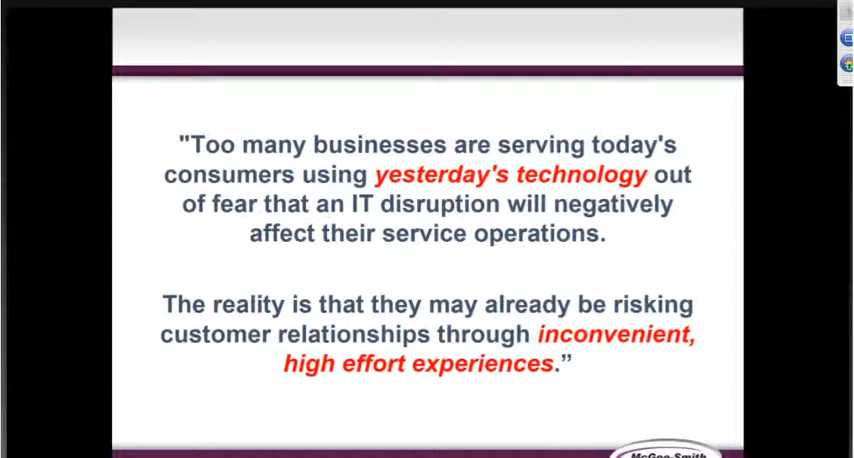 "Too many businesses are serving today's
consumers using yesterday's technology out
of fear that an IT disruption will negatively
affect their service operations.
The reality is that they may already be risking
customer relationships through inconvenient,
high effort experiences.”
McGee-Smith